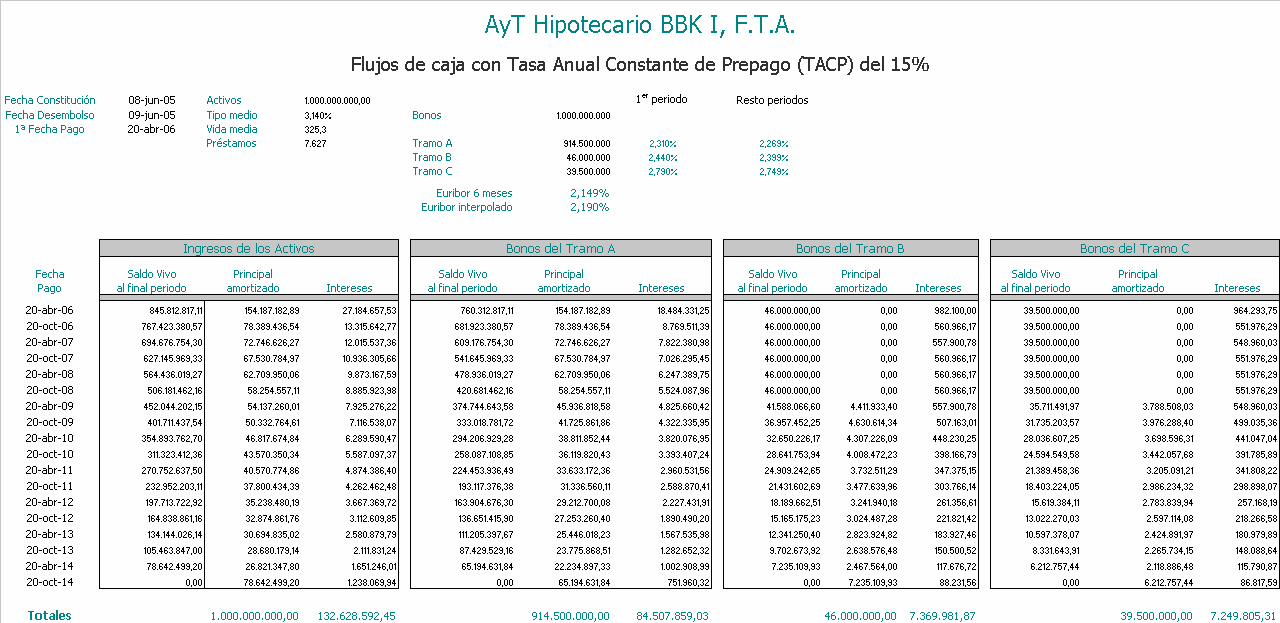 AyT Hipotecario BBK I, F.T.A.
Flujos de caja con Tasa Anual Constante de Prepago (TACP) del 15%
1er periodo Resto periodos
Fecha Constitución 08-jun-05 Activos 1.000.000.000,00
Fecha Desembolso 09-jun-05 Tipo medio 3,140% Bonos 1.000.000.000
1ª Fecha Pago 20-abr-06 Vida media 325,3
Préstamos 7.627 Tramo A 914.500.000 2,310% 2,269%
Tramo B 46.000.000 2,440% 2,399%
Tramo C 39.500.000 2,790% 2,749%
Euribor 6 meses 2,149%
Euribor interpolado 2,190%
Ingresos de los Activos Bonos del Tramo A Bonos del Tramo B Bonos del Tramo C
Fecha Saldo Vivo Principal Saldo Vivo Principal Saldo Vivo Principal Saldo Vivo Principal
Pago al final periodo amortizado Intereses al final periodo amortizado Intereses al final periodo amortizado Intereses al final periodo amortizado Intereses
20-abr-06 845.812.817,11 154.187.182,89 27.184.657,53 760.312.817,11 154.187.182,89 18.484.331,25 46.000.000,00 0,00 982.100,00 39.500.000,00 0,00 964.293,75
20-oct-06 767.423.380,57 78.389.436,54 13.315.642,77 681.923.380,57 78.389.436,54 8.769.511,39 46.000.000,00 0,00 560.966,17 39.500.000,00 0,00 551.976,29
20-abr-07 694.676.754,30 72.746.626,27 12.015.537,36 609.176.754,30 72.746.626,27 7.822.380,98 46.000.000,00 0,00 557.900,78 39.500.000,00 0,00 548.960,03
20-oct-07 627.145.969,33 67.530.784,97 10.936.305,66 541.645.969,33 67.530.784,97 7.026.295,45 46.000.000,00 0,00 560.966,17 39.500.000,00 0,00 551.976,29
20-abr-08 564.436.019,27 62.709.950,06 9.873.167,59 478.936.019,27 62.709.950,06 6.247.389,75 46.000.000,00 0,00 560.966,17 39.500.000,00 0,00 551.976,29
20-oct-08 506.181.462,16 58.254.557,11 8.885.923,98 420.681.462,16 58.254.557,11 5.524.087,96 46.000.000,00 0,00 560.966,17 39.500.000,00 0,00 551.976,29
20-abr-09 452.044.202,15 54.137.260,01 7.925.276,22 374.744.643,58 45.936.818,58 4.825.660,42 41.588.066,60 4.411.933,40 557.900,78 35.711.491,97 3.788.508,03 548.960,03
20-oct-09 401.711.437,54 50.332.764,61 7.116.538,07 333.018.781,72 41.725.861,86 4.322.335,95 36.957.452,25 4.630.614,34 507.163,01 31.735.203,57 3.976.288,40 499.035,36
20-abr-10 354.893.762,70 46.817.674,84 6.289.590,47 294.206.929,28 38.811.852,44 3.820.076,95 32.650.226,17 4.307.226,09 448.230,25 28.036.607,25 3.698.596,31 441.047,04
20-oct-10 311.323.412,36 43.570.350,34 5.587.097,37 258.087.108,85 36.119.820,43 3.393.407,24 28.641.753,94 4.008.472,23 398.166,79 24.594.549,58 3.442.057,68 391.785,89
20-abr-11 270.752.637,50 40.570.774,86 4.874.386,40 224.453.936,49 33.633.172,36 2.960.531,56 24.909.242,65 3.732.511,29 347.375,15 21.389.458,36 3.205.091,21 341.808,22
20-oct-11 232.952.203,11 37.800.434,39 4.262.462,48 193.117.376,38 31.336.560,11 2.588.870,41 21.431.602,69 3.477.639,96 303.766,14 18.403.224,05 2.986.234,32 298.898,07
20-abr-12 197.713.722,92 35.238.480,19 3.667.369,72 163.904.676,30 29.212.700,08 2.227.431,91 18.189.662,51 3.241.940,18 261.356,61 15.619.384,11 2.783.839,94 257.168,19
20-oct-12 164.838.861,16 32.874.861,76 3.112.609,85 136.651.415,90 27.253.260,40 1.890.490,20 15.165.175,23 3.024.487,28 221.821,42 13.022.270,03 2.597.114,08 218.266,58
20-abr-13 134.144.026,14 30.694.835,02 2.580.879,79 111.205.397,67 25.446.018,23 1.567.535,98 12.341.250,40 2.823.924,82 183.927,46 10.597.378,07 2.424.891,97 180.979,89
20-oct-13 105.463.847,00 28.680.179,14 2.111.831,24 87.429.529,16 23.775.868,51 1.282.652,32 9.702.673,92 2.638.576,48 150.500,52 8.331.643,91 2.265.734,15 148.088,64
20-abr-14 78.642.499,20 26.821.347,80 1.651.246,01 65.194.631,84 22.234.897,33 1.002.908,99 7.235.109,93 2.467.564,00 117.676,72 6.212.757,44 2.118.886,48 115.790,87
20-oct-14 0,00 78.642.499,20 1.238.069,94 0,00 65.194.631,84 751.960,32 0,00 7.235.109,93 88.231,56 0,00 6.212.757,44 86.817,59
Totales 1.000.000.000,00 132.628.592,45 914.500.000,00 84.507.859,03 46.000.000,00 7.369.981,87 39.500.000,00 7.249.805,31